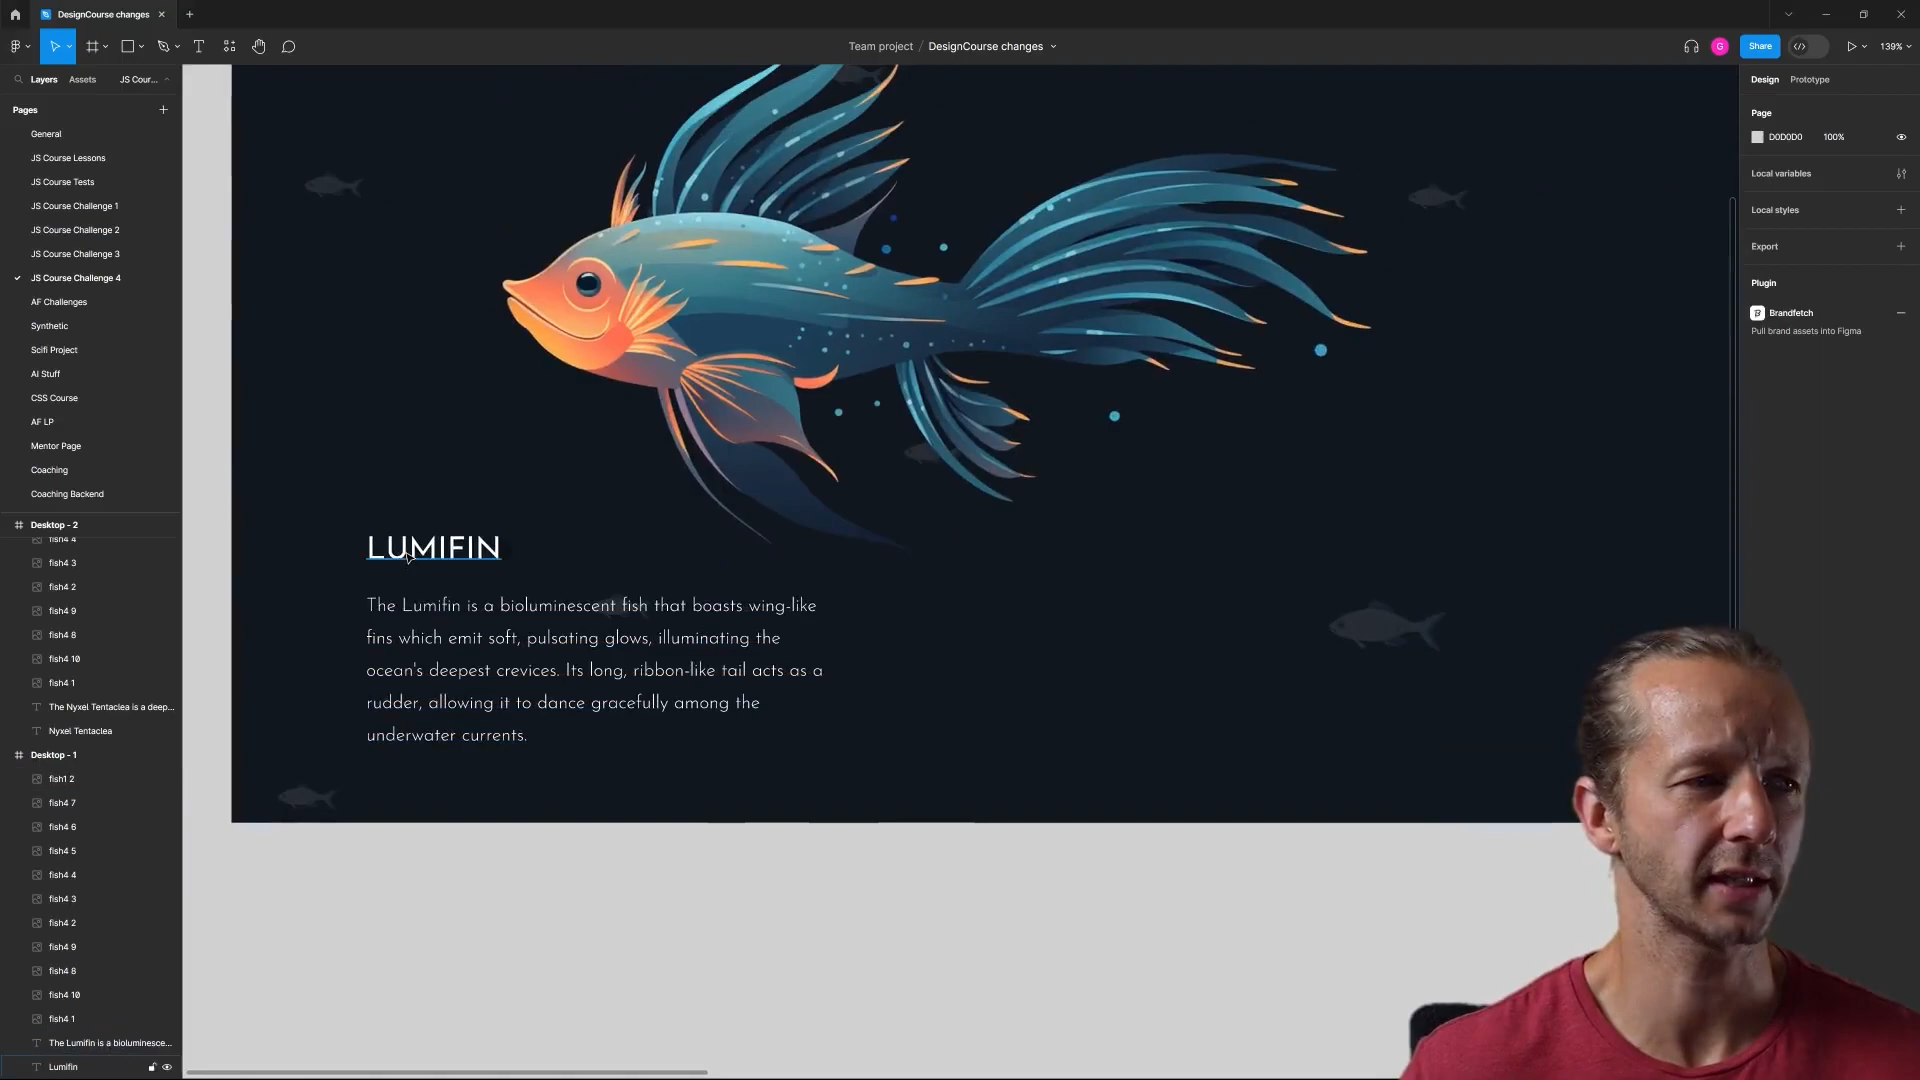 DesignCourse changes
Team project / DesignCourse changes
G
Share
139%
Layers
Assets
JS Cour...
Pages
General
JS Course Lessons
JS Course Tests
JS Course Challenge 1
JS Course Challenge 2
JS Course Challenge 3
JS Course Challenge 4
AF Challenges
Synthetic
Scifi Project
AI Stuff
CSS Course
AF LP
Mentor Page
Coaching
Coaching Backend
Desktop - 2
fish4 4
fish4 3
fish4 2
fish4 9
fish4 8
fish4 10
fish4 1
The Nyxel Tentaclea is a deep...
Nyxel Tentaclea
Desktop - 1
fish1 2
fish4 7
fish4 6
fish4 5
fish4 4
fish4 3
fish4 2
fish4 9
fish4 8
fish4 10
fish4 1
The Lumifin is a bioluminesce...
Lumifin
LUMIFIN
The Lumifin is a bioluminescent fish that boasts wing-like
fins which emit soft, pulsating glows, illuminating the
ocean's deepest crevices. Its long, ribbon-like tail acts as a
rudder, allowing it to dance gracefully among the
underwater currents.
Design
Prototype
Page
D0D0D0
100%
Local variables
Local styles
Export
Plugin
Brandfetch
Pull brand assets into Figma